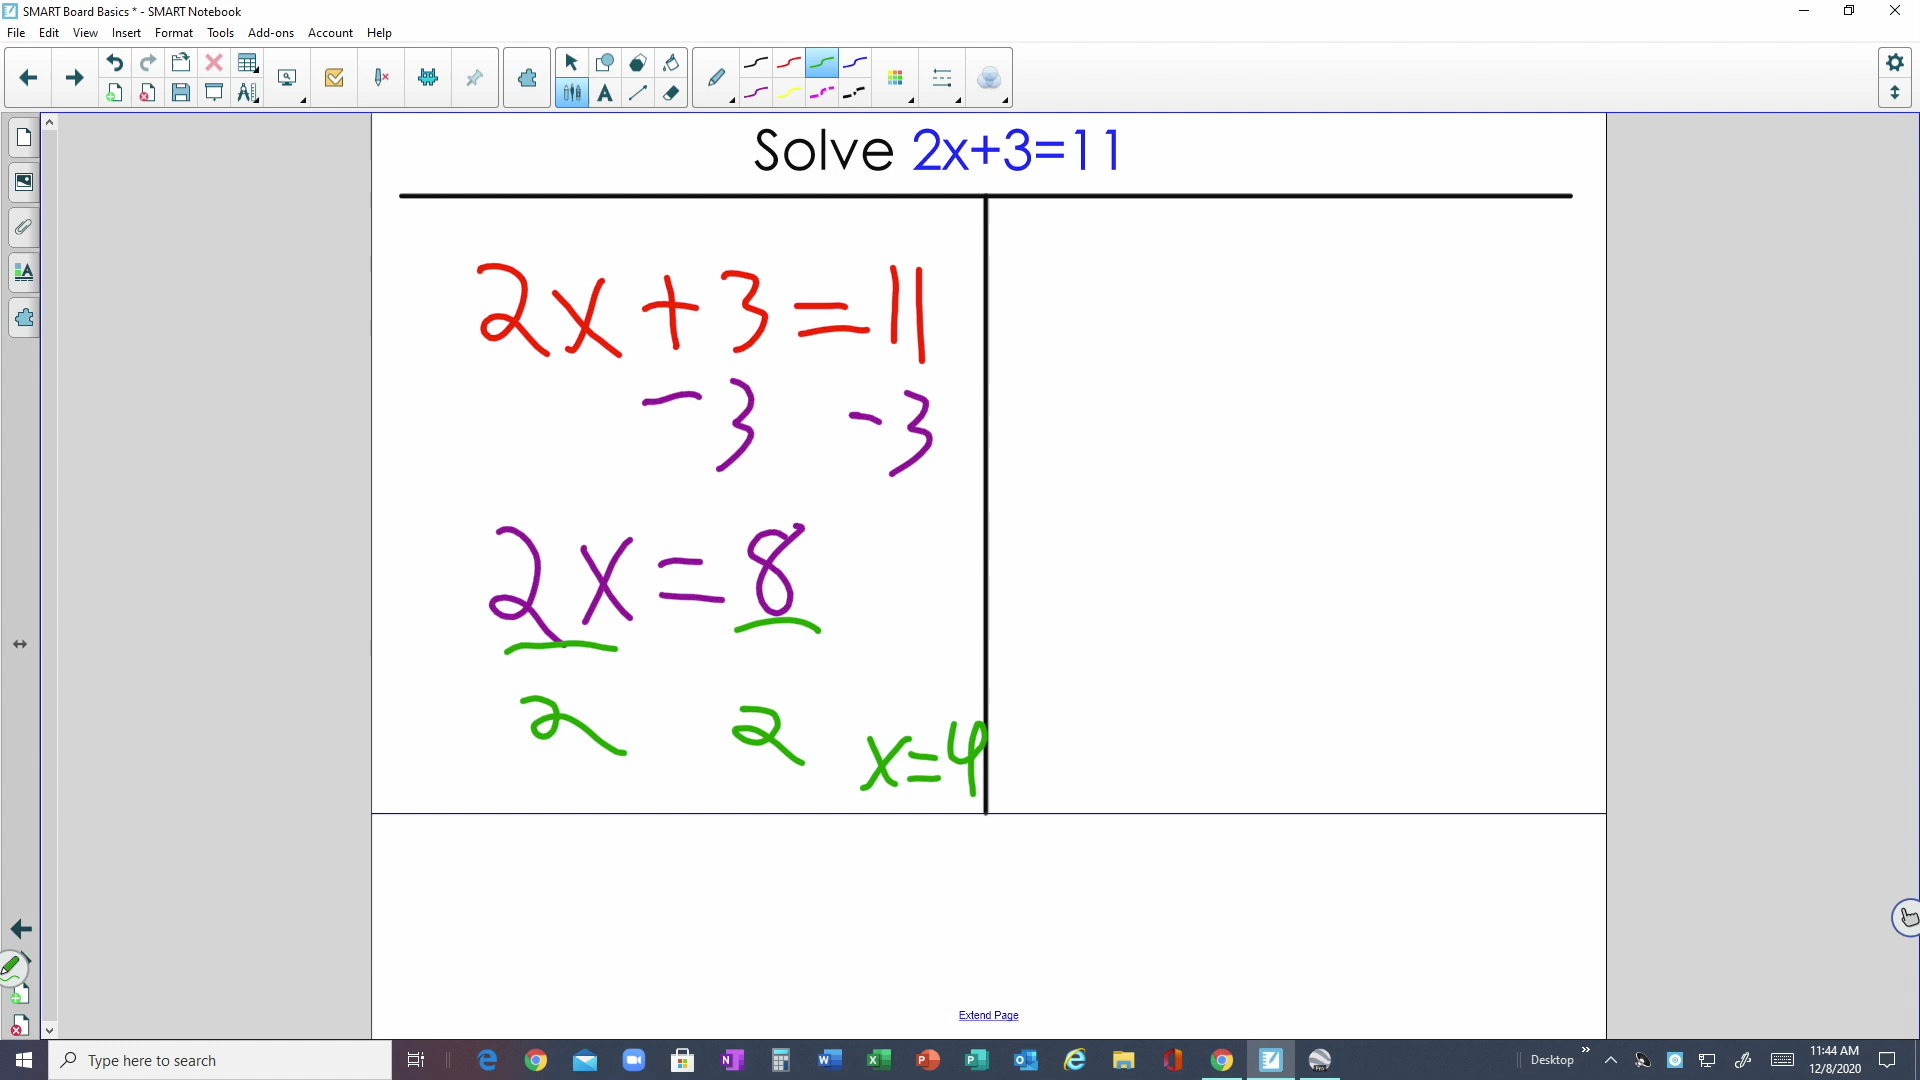 SMART Board Basics * - SMART Notebook
File Edit View Insert Format Tools Add-ons Account Help
Solve 2x+3=11
2x+3=11
-3 -3
2x=8
2 2
x=4
Extend Page
Type here to search
Desktop
11:44 AM
12/8/2020